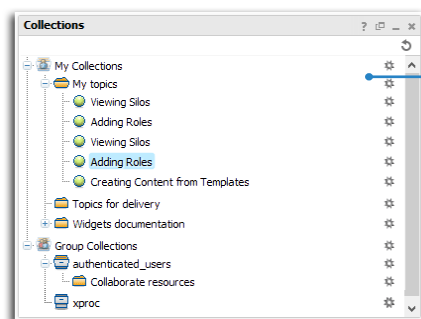 Collections
My Collections
My topics
Viewing Silos
Adding Roles
Viewing Silos
Adding Roles
Creating Content from Templates
Topics for delivery
Widgets documentation
Group Collections
authenticated_users
Collaborate resources
xproc